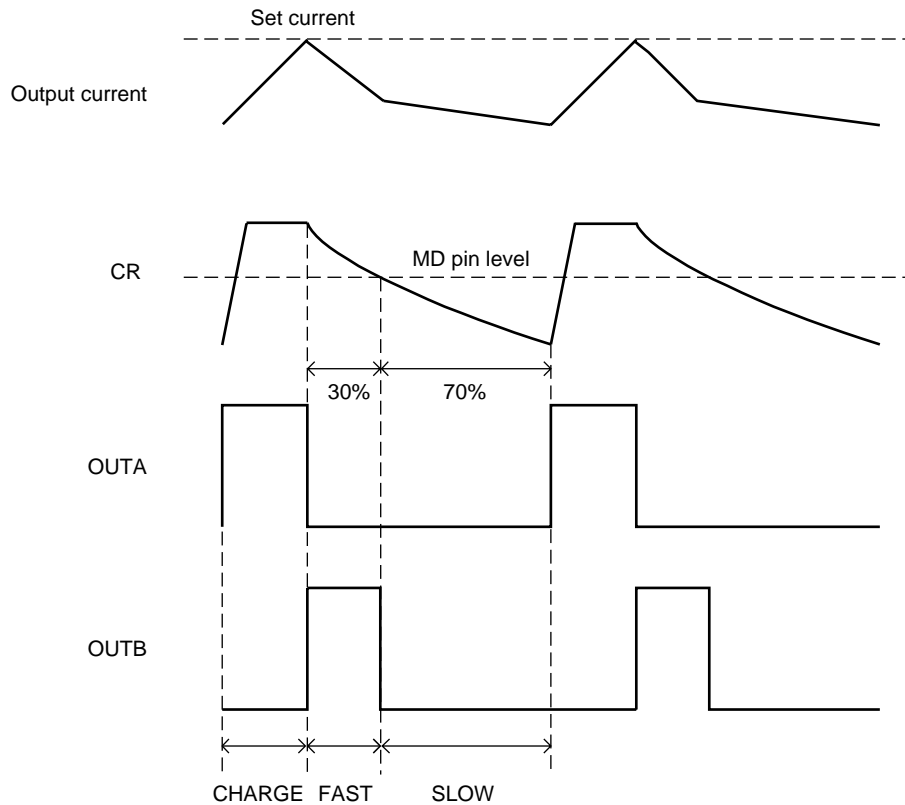 Set current
Output current
CR
MD pin level
30%
70%
OUTA
OUTB
CHARGE
FAST
SLOW